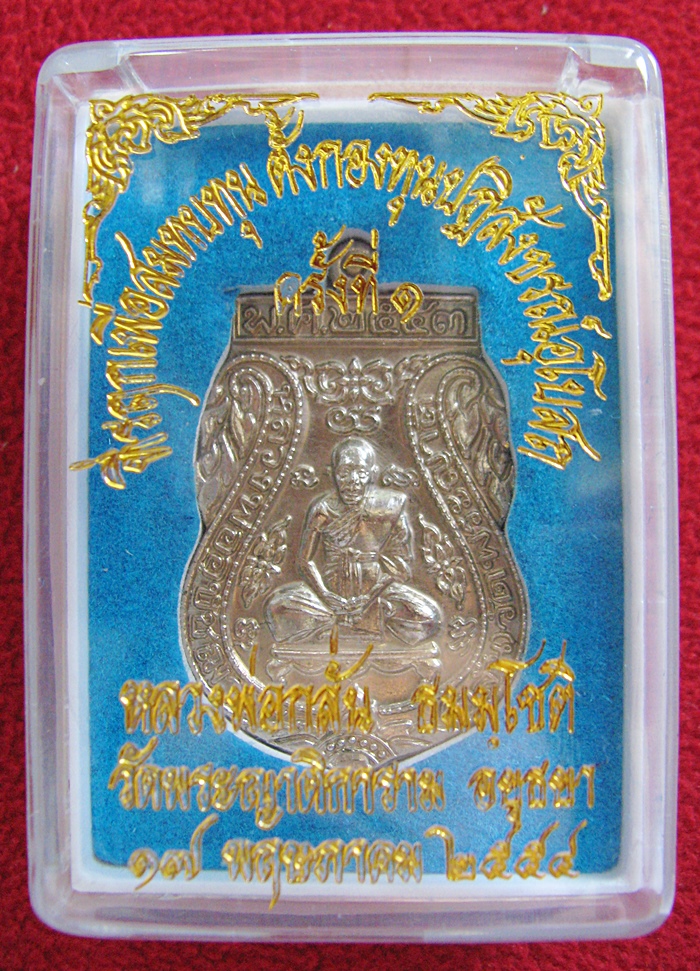 ที่ระลึกเพื่อสมทบทุน ตั้งกองทุนปฏิสังขรณ์อุโบสถ
ครั้งที่ ๑
พ.ศ.๒๕๕๓
หลวงพ่อกลั่น ธมฺมโชติ
วัดพระญาติการาม อยุธยา
๑๗ พฤษภาคม ๒๕๕๔